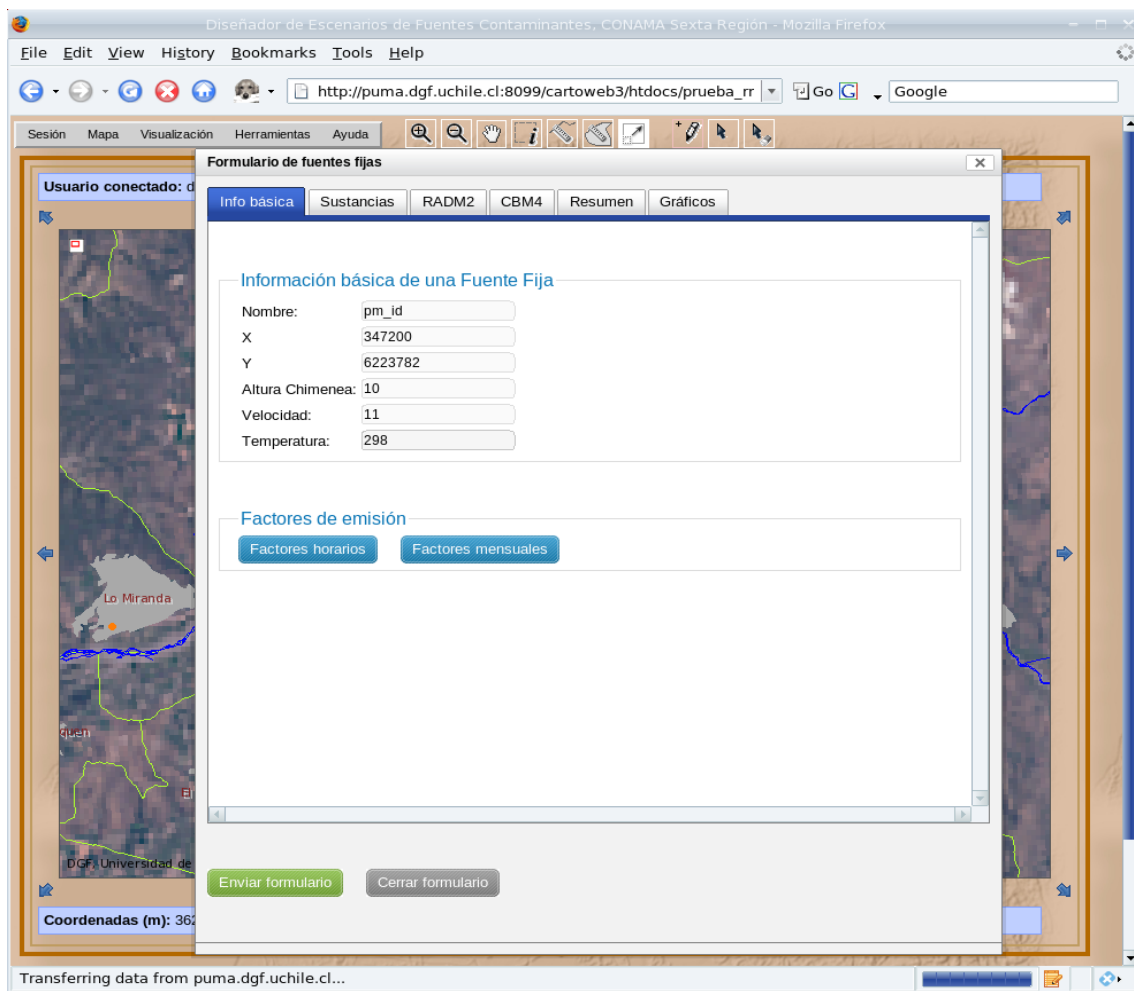 Diseñador de Escenarios de Fuentes Contaminantes, CONAMA Sexta Región - Mozilla Firefox
File Edit View History Bookmarks Tools Help
http://puma.dgf.uchile.cl:8099/cartoweb3/htdocs/prueba_rr Go G Google
Sesión Mapa Visualización Herramientas Ayuda
Formulario de fuentes fijas
Usuario conectado: d
Info básica Sustancias RADM2 CBM4 Resumen Gráficos
Información básica de una Fuente Fija
Nombre: pm_id
X 347200
Y 6223782
Altura Chimenea: 10
Velocidad: 11
Temperatura: 298
Factores de emisión
Factores horarios Factores mensuales
Lo Miranda
quen
El
DGF, Universidad de
Enviar formulario Cerrar formulario
Coordenadas (m): 362
Transferring data from puma.dgf.uchile.cl...